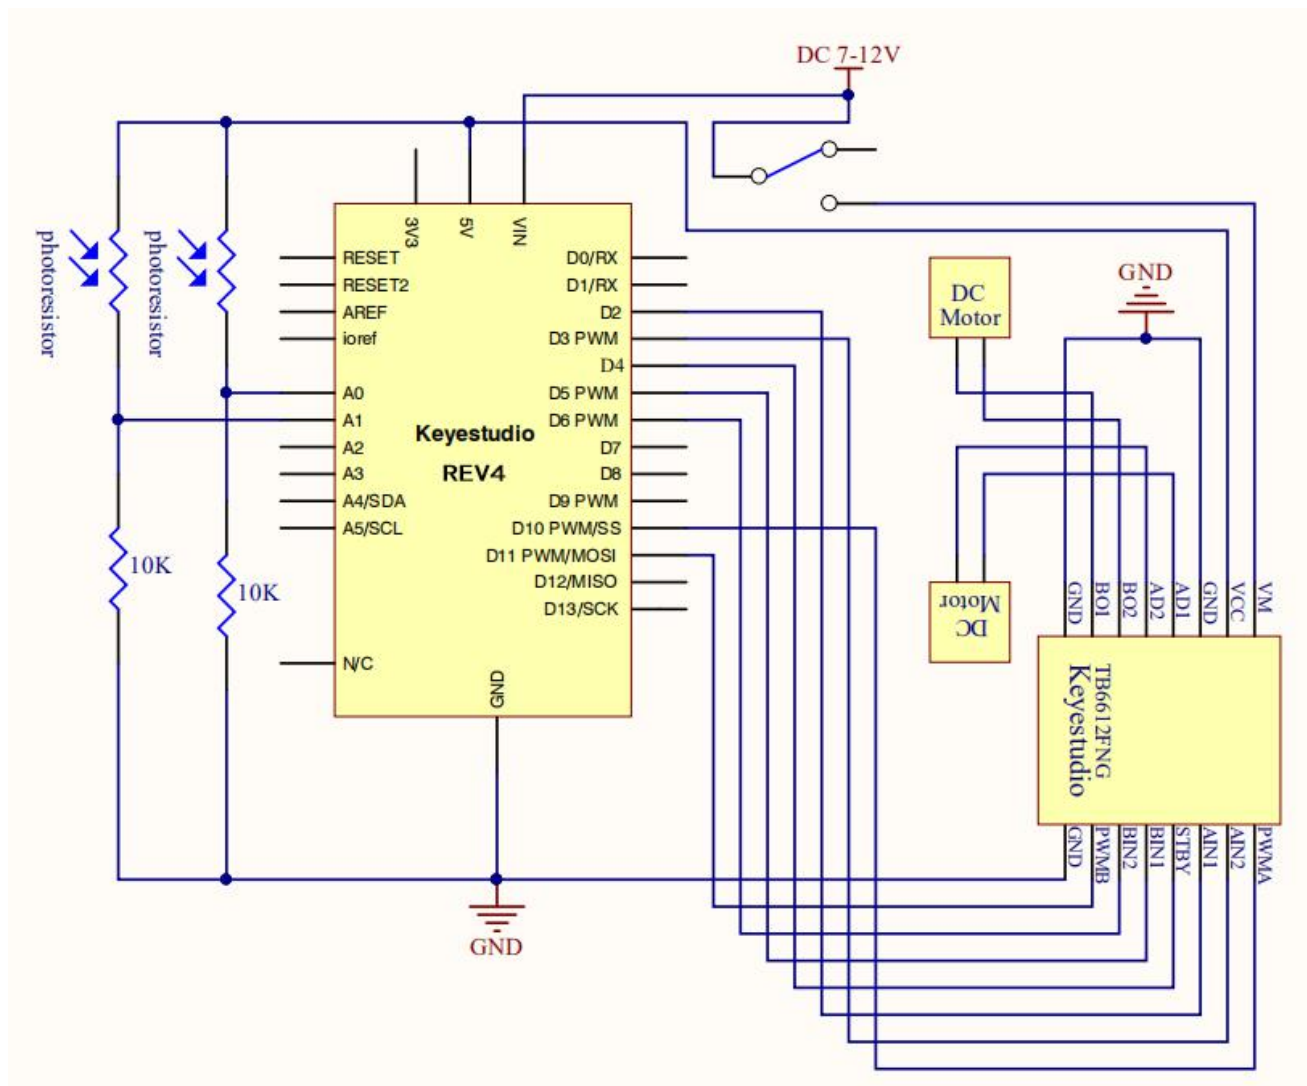 DC 7-12V
photoresistor
photoresistor
3V3
5V
VIN
RESET
RESET2
AREF
ioref
A0
A1
A2
A3
A4/SDA
A5/SCL
N/C
Keyestudio
REV4
D0/RX
D1/RX
D2
D3 PWM
D4
D5 PWM
D6 PWM
D7
D8
D9 PWM
D10 PWM/SS
D11 PWM/MOSI
D12/MISO
D13/SCK
GND
10K
10K
GND
DC
Motor
GND
DC
Motor
GND
BO1
BO2
AD2
AD1
GND
VCC
VM
TB6612FNG
Keyestudio
GND
PWMB
BIN2
BIN1
STBY
AIN1
AIN2
PWMA